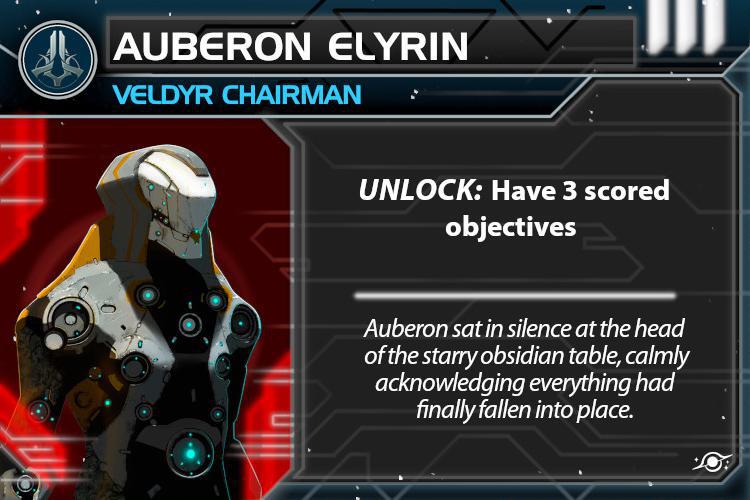 AUBERON ELYRIN
VELDYR CHAIRMAN
UNLOCK: Have 3 scored
objectives
Auberon sat in silence at the head
of the starry obsidian table, calmly
acknowledging everything had
finally fallen into place.